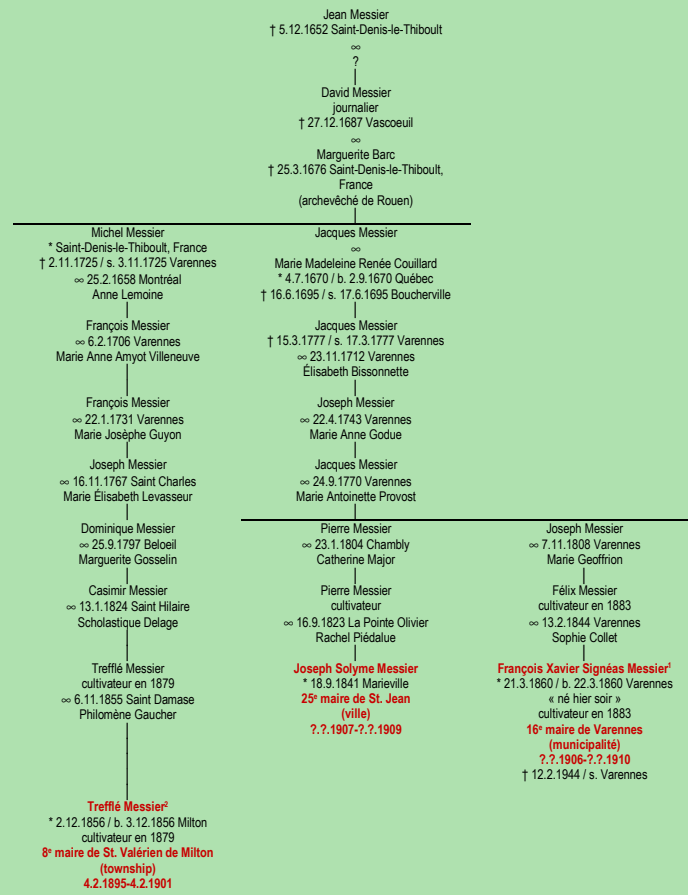 Jean Messier
† 5.12.1652 Saint-Denis-le-Thiboult
∞
?
David Messier
journalier
† 27.12.1687 Vascoeuil
∞
Marguerite Barc
† 25.3.1676 Saint-Denis-le-Thiboult,
France
(archevêché de Rouen)
Michel Messier
* Saint-Denis-le-Thiboult, France
† 2.11.1725 / s. 3.11.1725 Varennes
∞ 25.2.1658 Montréal
Anne Lemoine
François Messier
∞ 6.2.1706 Varennes
Marie Anne Amyot Villeneuve
François Messier
∞ 22.1.1731 Varennes
Marie Josèphe Guyon
Joseph Messier
∞ 16.11.1767 Saint Charles
Marie Élisabeth Levasseur
Dominique Messier
∞ 25.9.1797 Beloeil
Marguerite Gosselin
Casimir Messier
∞ 13.1.1824 Saint Hilaire
Scholastique Delage
Trefflé Messier
cultivateur en 1879
∞ 6.11.1855 Saint Damase
Philomène Gaucher
Trefflé Messier²
* 2.12.1856 / b. 3.12.1856 Milton
cultivateur en 1879
8e maire de St. Valérien de Milton
(township)
4.2.1895-4.2.1901
Jacques Messier
∞
Marie Madeleine Renée Couillard
* 4.7.1670 / b. 2.9.1670 Québec
† 16.6.1695 / s. 17.6.1695 Boucherville
Jacques Messier
† 15.3.1777 / s. 17.3.1777 Varennes
∞ 23.11.1712 Varennes
Élisabeth Bissonnette
Joseph Messier
∞ 22.4.1743 Varennes
Marie Anne Godue
Jacques Messier
∞ 24.9.1770 Varennes
Marie Antoinette Provost
Pierre Messier
∞ 23.1.1804 Chambly
Catherine Major
Pierre Messier
cultivateur
∞ 16.9.1823 La Pointe Olivier
Rachel Piédalue
Joseph Solyme Messier
* 18.9.1841 Marieville
25e maire de St. Jean
(ville)
?.?.1907-?.?.1909
Joseph Messier
∞ 7.11.1808 Varennes
Marie Geoffrion
Félix Messier
cultivateur en 1883
∞ 13.2.1844 Varennes
Sophie Collet
François Xavier Signéas Messier¹
* 21.3.1860 / b. 22.3.1860 Varennes
« né hier soir »
cultivateur en 1883
16e maire de Varennes
(municipalité)
?.?.1906-?.?.1910
† 12.2.1944 / s. Varennes